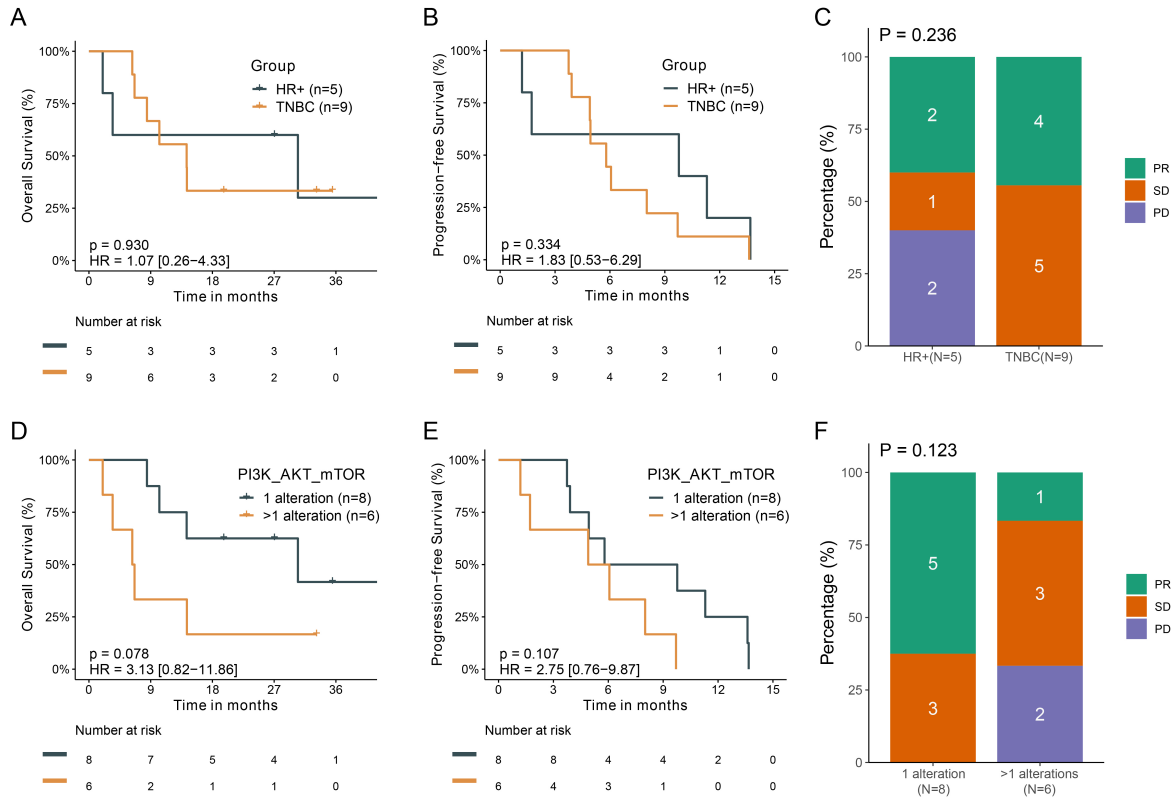 A
Overall Survival (%)
100%
75%
50%
25%
0%
Group
HR+ (n=5)
TNBC (n=9)
p = 0.930
HR = 1.07 [0.26−4.33]
0 9 18 27 36
Time in months
Number at risk
5 3 3 3 1
9 6 3 2 0
B
Progression−free Survival (%)
100%
75%
50%
25%
0%
Group
HR+ (n=5)
TNBC (n=9)
p = 0.334
HR = 1.83 [0.53−6.29]
0 3 6 9 12 15
Time in months
Number at risk
5 3 3 3 1 0
9 9 4 2 1 0
C
P = 0.236
Percentage (%)
100
75
50
25
0
2
1
2
4
5
HR+(N=5) TNBC(N=9)
PR
SD
PD
D
Overall Survival (%)
100%
75%
50%
25%
0%
PI3K_AKT_mTOR
1 alteration (n=8)
>1 alteration (n=6)
p = 0.078
HR = 3.13 [0.82−11.86]
0 9 18 27 36
Time in months
Number at risk
8 7 5 4 1
6 2 1 1 0
E
Progression−free Survival (%)
100%
75%
50%
25%
0%
PI3K_AKT_mTOR
1 alteration (n=8)
>1 alteration (n=6)
p = 0.107
HR = 2.75 [0.76−9.87]
0 3 6 9 12 15
Time in months
Number at risk
8 8 4 4 2 0
6 4 3 1 0 0
F
P = 0.123
Percentage (%)
100
75
50
25
0
5
3
1
3
2
1 alteration >1 alterations
(N=8) (N=6)
PR
SD
PD